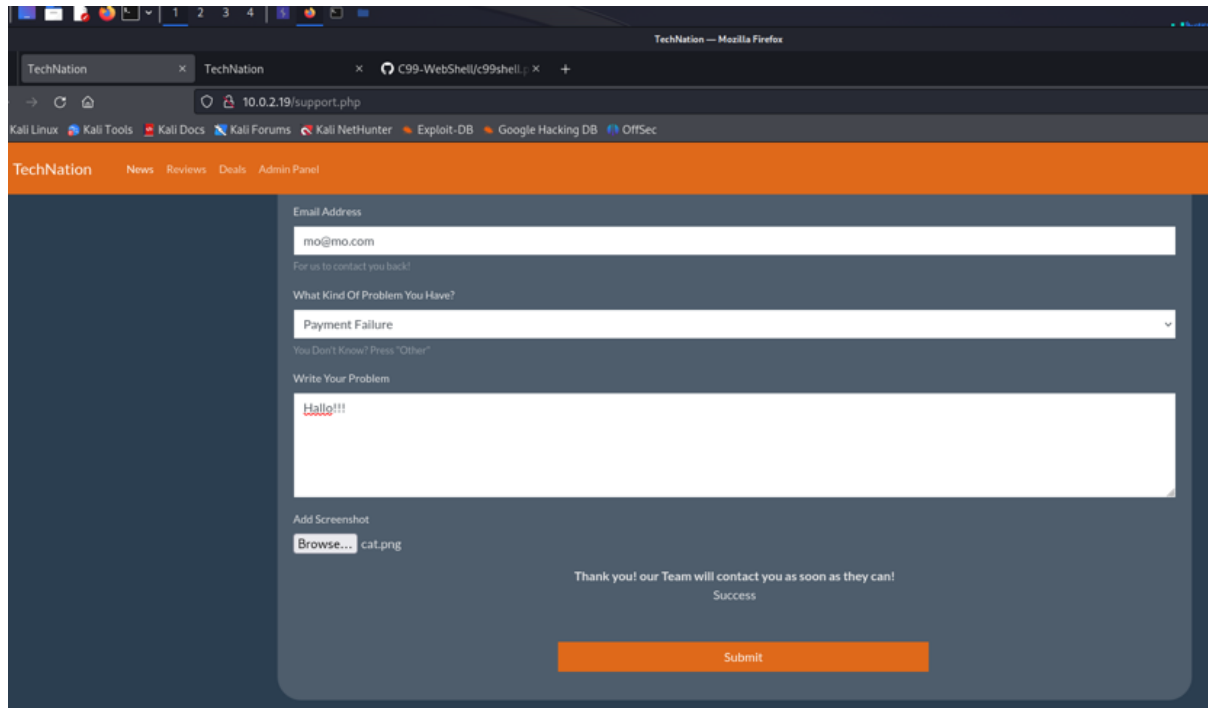 1 2 3 4
TechNation — Mozilla Firefox
TechNation × TechNation × C99-WebShell/c99shell.p × +
10.0.2.19/support.php
Kali Linux Kali Tools Kali Docs Kali Forums Kali NetHunter Exploit-DB Google Hacking DB OffSec
TechNation News Reviews Deals Admin Panel
Email Address
mo@mo.com
For us to contact you back!
What Kind Of Problem You Have?
Payment Failure
You Don't Know? Press "Other"
Write Your Problem
Hallo!!!
Add Screenshot
Browse... cat.png
Thank you! our Team will contact you as soon as they can!
Success
Submit